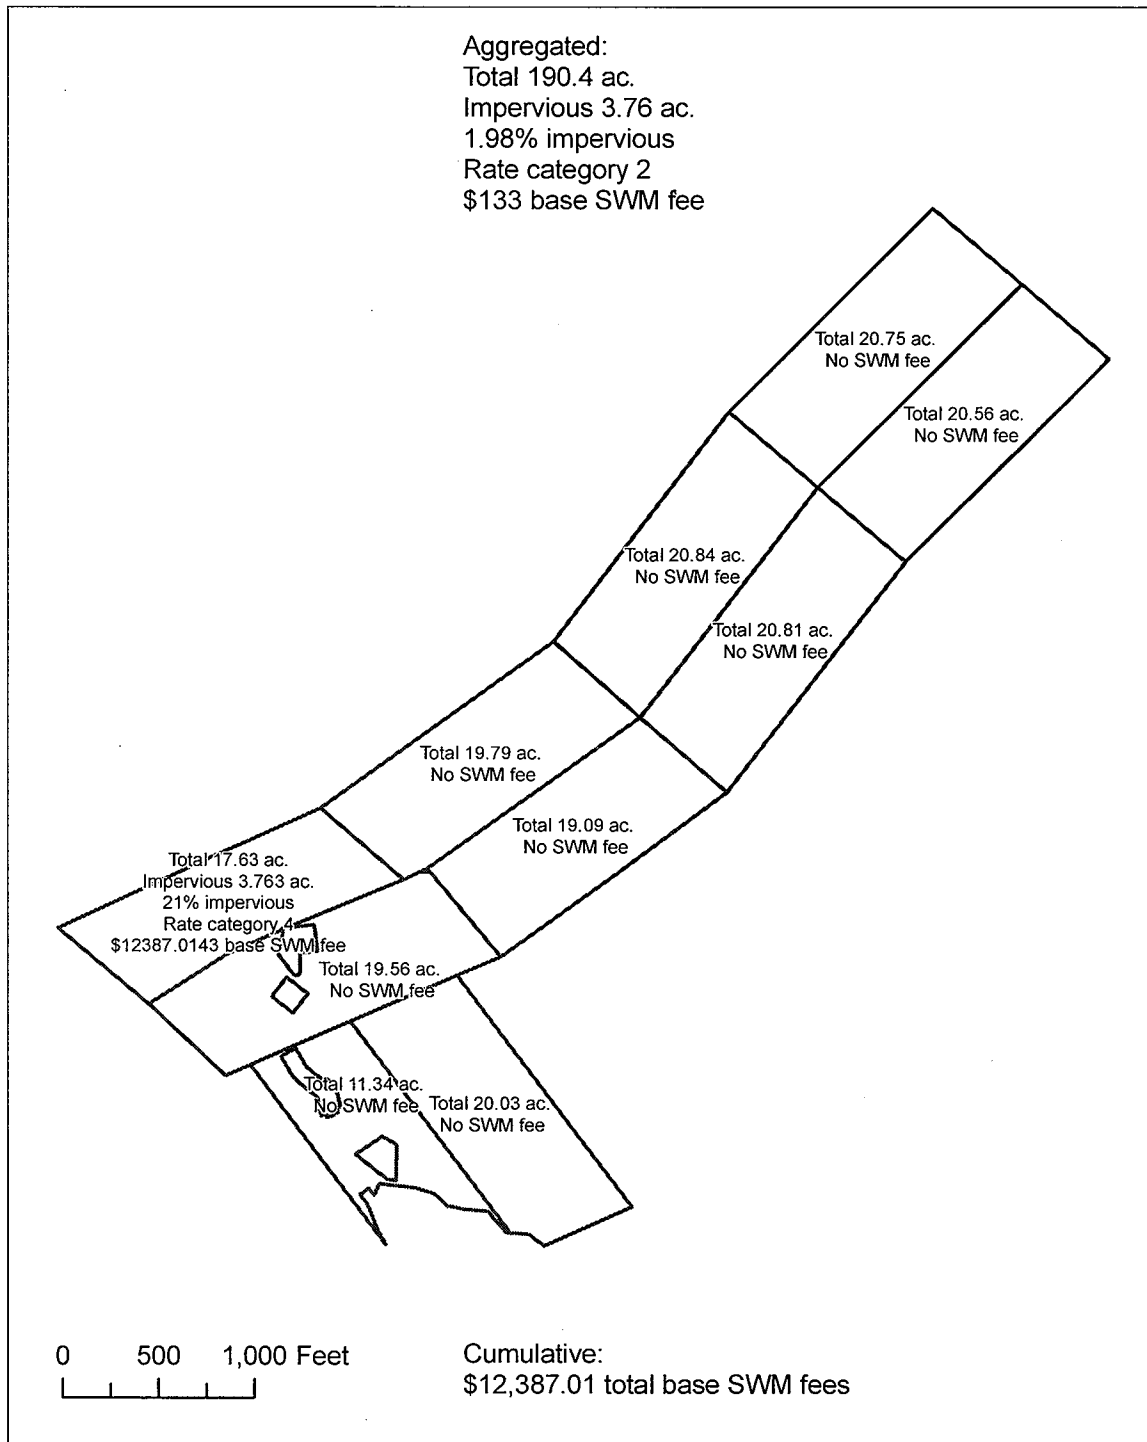 Aggregated:
Total 190.4 ac.
Impervious 3.76 ac.
1.98% impervious
Rate category 2
$133 base SWM fee
Total 20.75 ac.
No SWM fee
Total 20.56 ac.
No SWM fee
Total 20.84 ac.
No SWM fee
Total 20.81 ac.
No SWM fee
Total 19.79 ac.
No SWM fee
Total 19.09 ac.
No SWM fee
Total 17.63 ac.
Impervious 3.763 ac.
21% impervious
Rate category 4
$12387.0143 base SWM fee
Total 19.56 ac.
No SWM fee
Total 11.34 ac.
No SWM fee
Total 20.03 ac.
No SWM fee
0 500 1,000 Feet
Cumulative:
$12,387.01 total base SWM fees